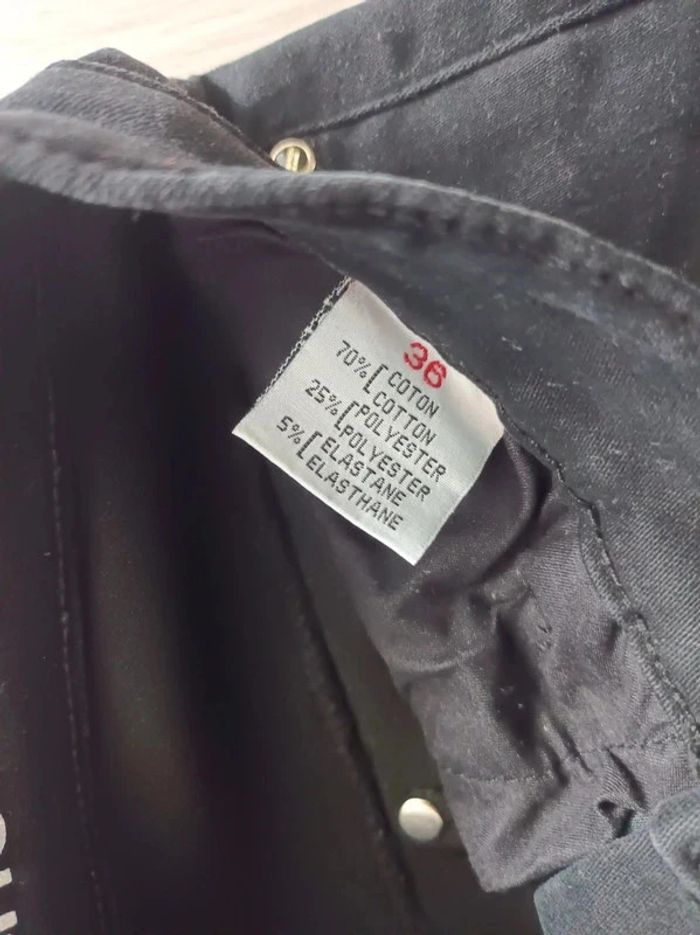 36
70% [ COTON
COTTON
25% [ POLYESTER
POLYESTER
5% [ ELASTANE
ELASTHANE